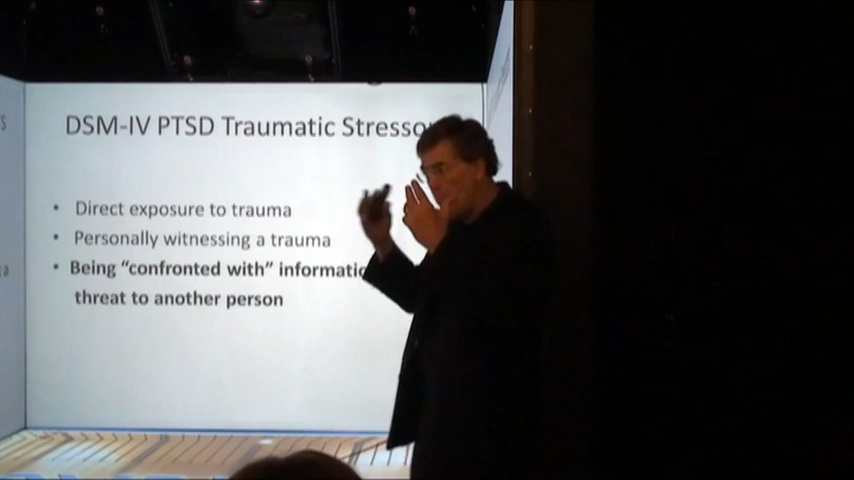 DSM-IV PTSD Traumatic Stresso
• Direct exposure to trauma
• Personally witnessing a trauma
• Being “confronted with” informatio
threat to another person